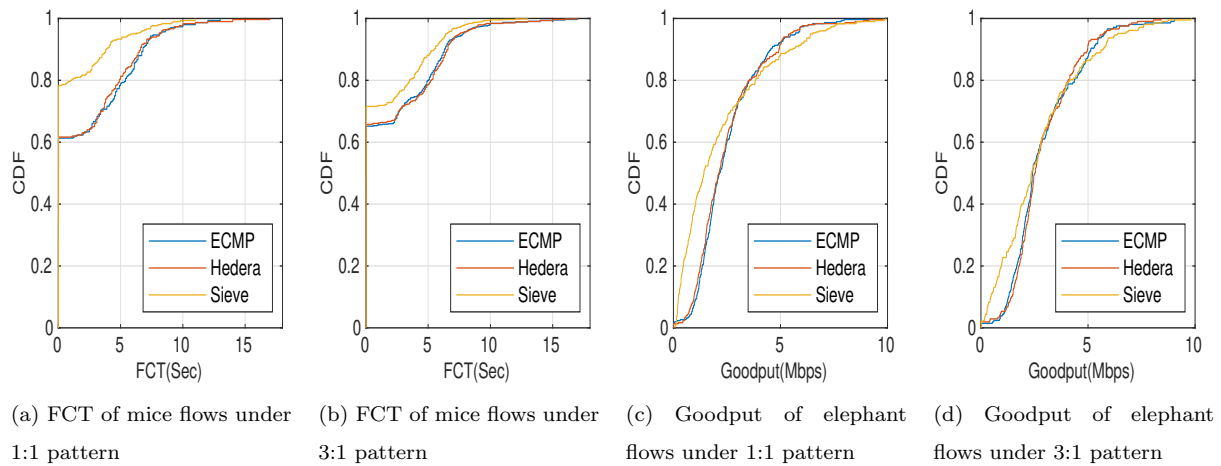 1
0.8
0.6
0.4
0.2
0
CDF
0 5 10 15
FCT(Sec)
ECMP
Hedera
Sieve
1
0.8
0.6
0.4
0.2
0
CDF
0 5 10 15
FCT(Sec)
ECMP
Hedera
Sieve
1
0.8
0.6
0.4
0.2
0
CDF
0 5 10
Goodput(Mbps)
ECMP
Hedera
Sieve
1
0.8
0.6
0.4
0.2
0
CDF
0 5 10
Goodput(Mbps)
ECMP
Hedera
Sieve
(a) FCT of mice flows under
1:1 pattern
(b) FCT of mice flows under
3:1 pattern
(c) Goodput of elephant
flows under 1:1 pattern
(d) Goodput of elephant
flows under 3:1 pattern